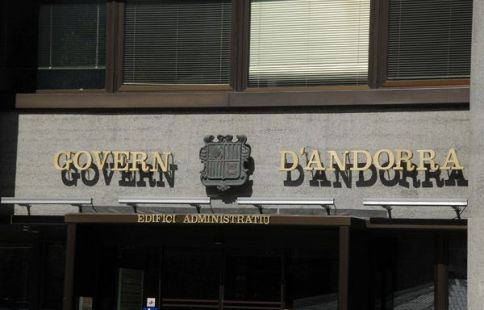 GOVERN D'ANDORRA
EDIFICI ADMINISTRATIU